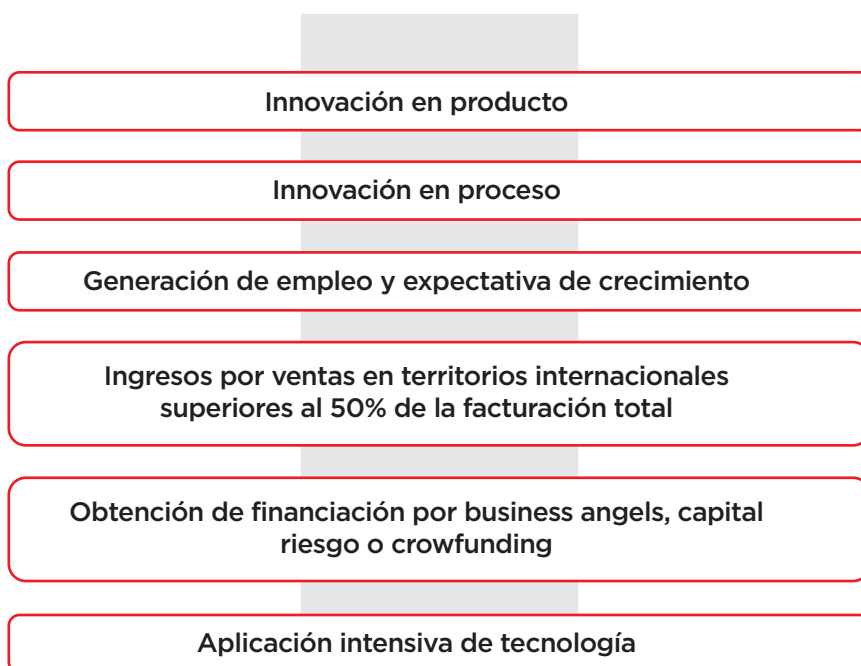 Innovación en producto
Innovación en proceso
Generación de empleo y expectativa de crecimiento
Ingresos por ventas en territorios internacionales
superiores al 50% de la facturación total
Obtención de financiación por business angels, capital
riesgo o crowfunding
Aplicación intensiva de tecnología